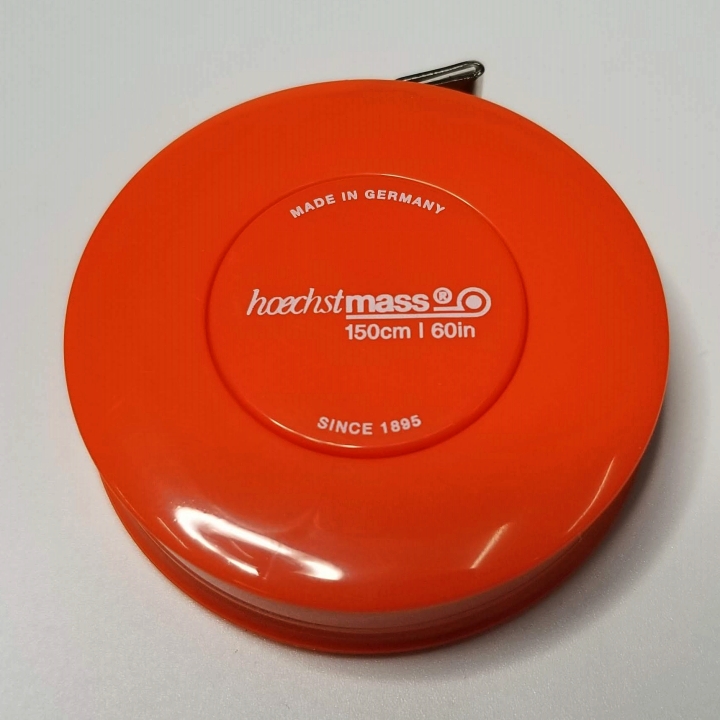 MADE IN GERMANY
hoechstmass®
150cm | 60in
SINCE 1895